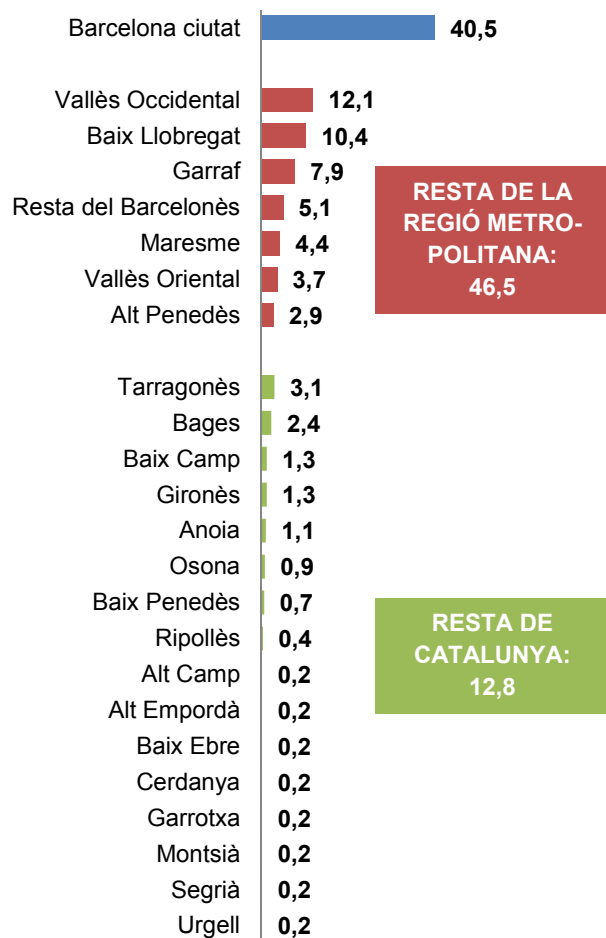 Barcelona ciutat 40,5
Vallès Occidental 12,1
Baix Llobregat 10,4
Garraf 7,9
Resta del Barcelonès 5,1
Maresme 4,4
Vallès Oriental 3,7
Alt Penedès 2,9
RESTA DE LA
REGIÓ METRO-
POLITANA:
46,5
Tarragonès 3,1
Bages 2,4
Baix Camp 1,3
Gironès 1,3
Anoia 1,1
Osona 0,9
Baix Penedès 0,7
Ripollès 0,4
Alt Camp 0,2
Alt Empordà 0,2
Baix Ebre 0,2
Cerdanya 0,2
Garrotxa 0,2
Montsià 0,2
Segrià 0,2
Urgell 0,2
RESTA DE
CATALUNYA:
12,8